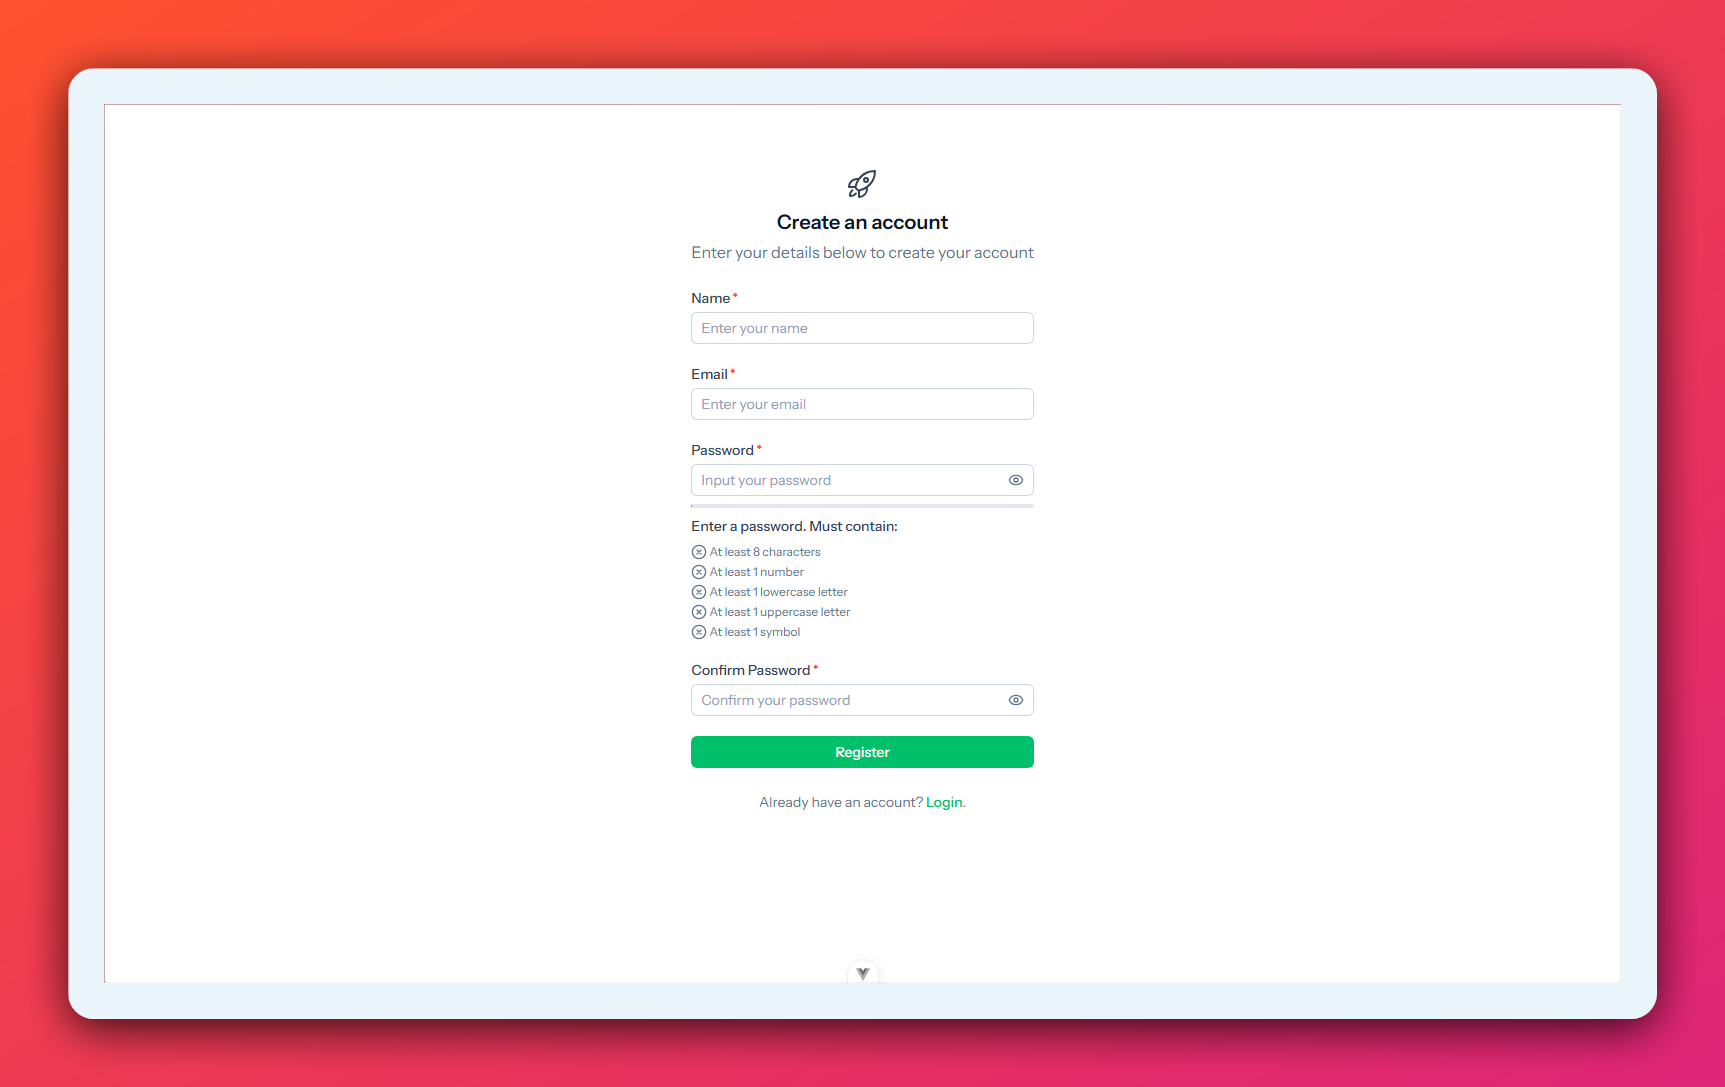 Create an account
Enter your details below to create your account
Name *
Enter your name
Email *
Enter your email
Password *
Input your password
Enter a password. Must contain:
At least 8 characters
At least 1 number
At least 1 lowercase letter
At least 1 uppercase letter
At least 1 symbol
Confirm Password *
Confirm your password
Register
Already have an account? Login.